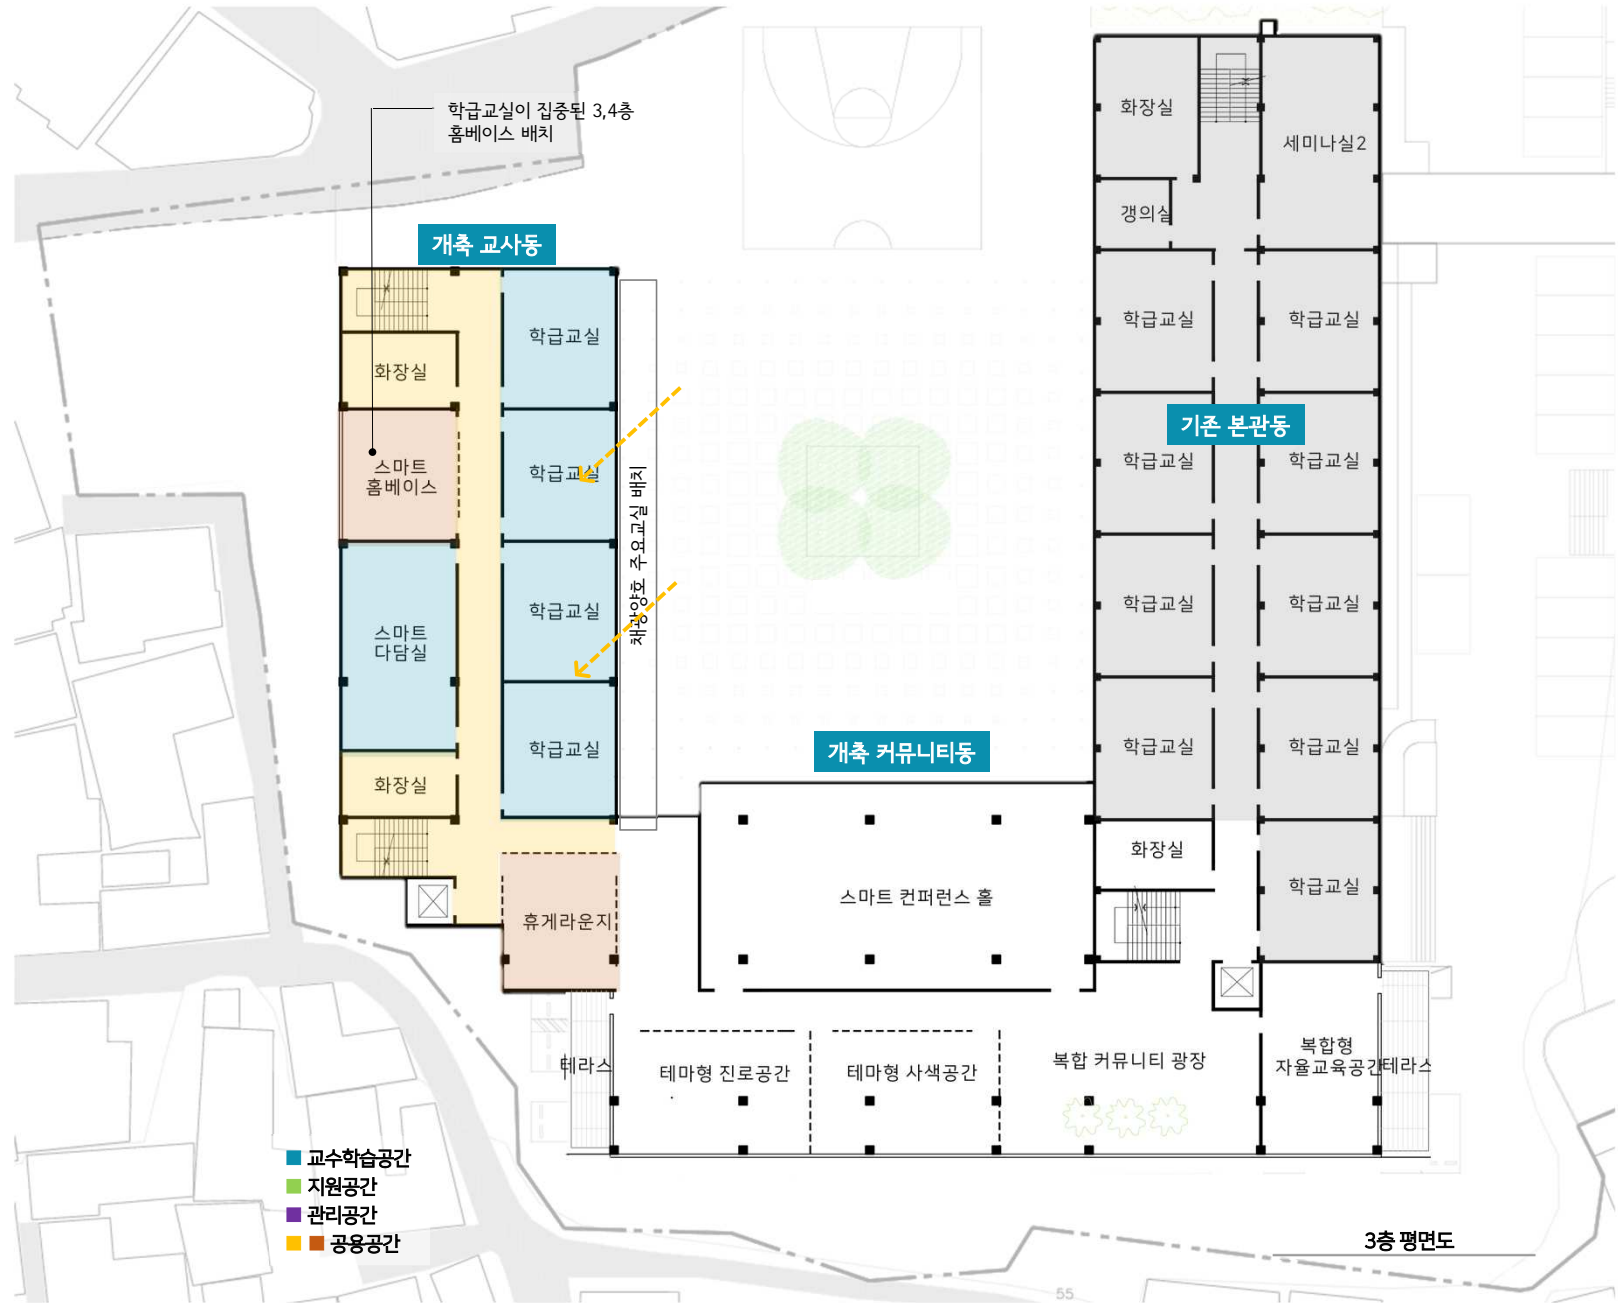 학급교실이 집중된 3,4층
홈베이스 배치
개축 교사동
학급교실
화장실
스마트
홈베이스
학급교실
학급교실
스마트
다담실
학급교실
화장실
휴게라운지
채광양호 주요교실 배치
화장실
세미나실2
갱의실
학급교실
학급교실
기존 본관동
학급교실
학급교실
학급교실
학급교실
학급교실
학급교실
화장실
학급교실
개축 커뮤니티동
스마트 컨퍼런스 홀
테라스
테마형 진로공간
테마형 사색공간
복합 커뮤니티 광장
복합형
자율교육공간
테라스
교수학습공간
지원공간
관리공간
공용공간
3층 평면도
55